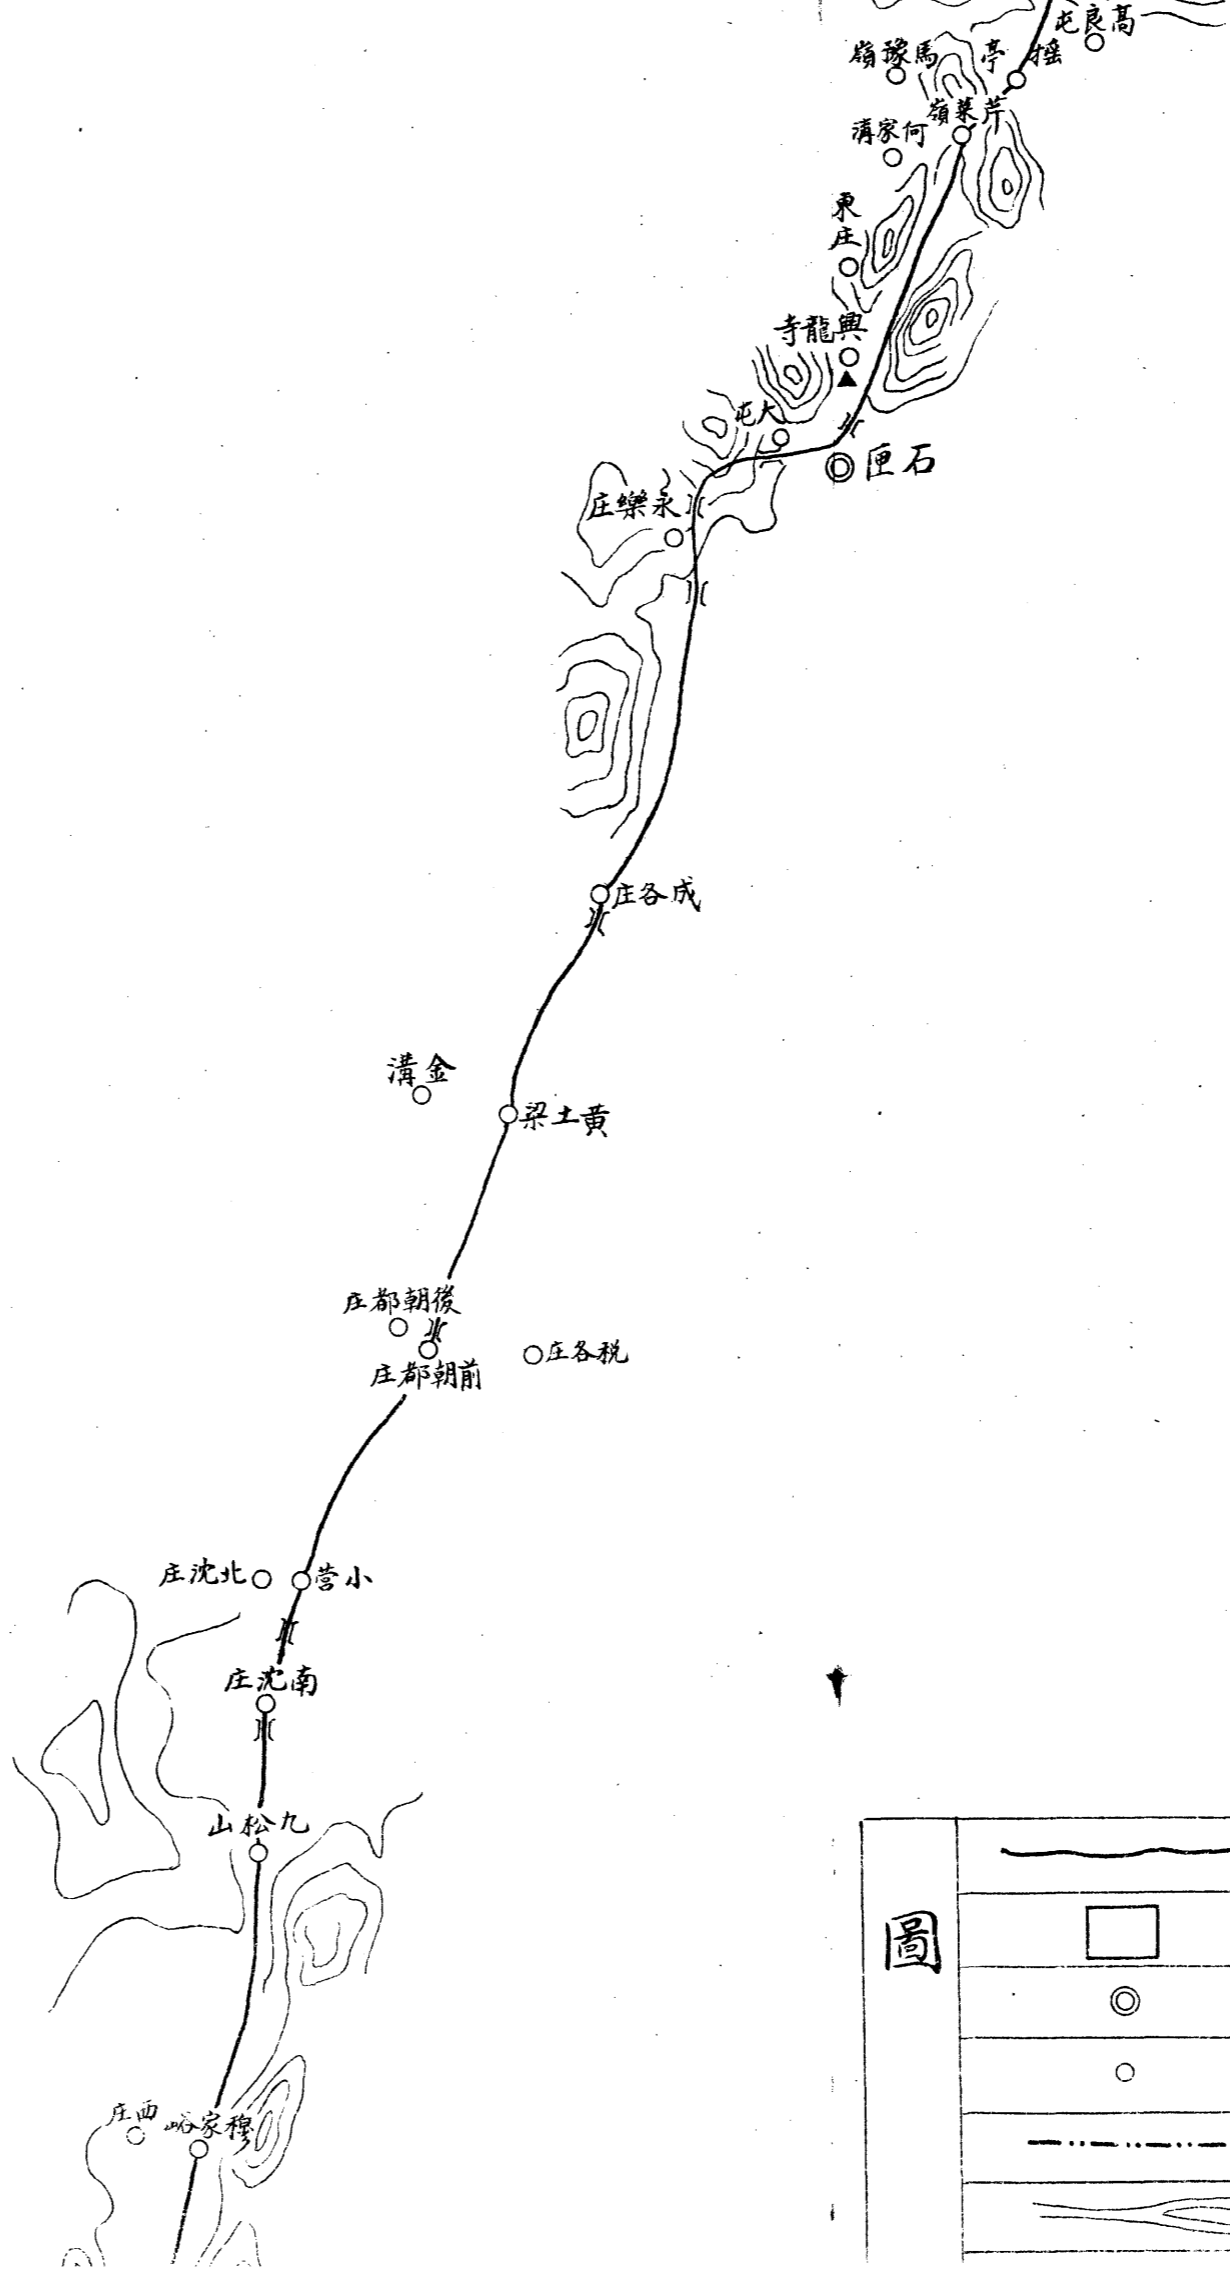 高良屯
摇亭
馬豫嶺
芹菜嶺
何家溝
東庄
興龍寺
大屯
石匣
永樂庄
成各庄
金溝
黄土梁
後朝都庄
前朝都庄
税各庄
北沈庄
小营
南沈庄
九松山
圖
西庄
穆家峪